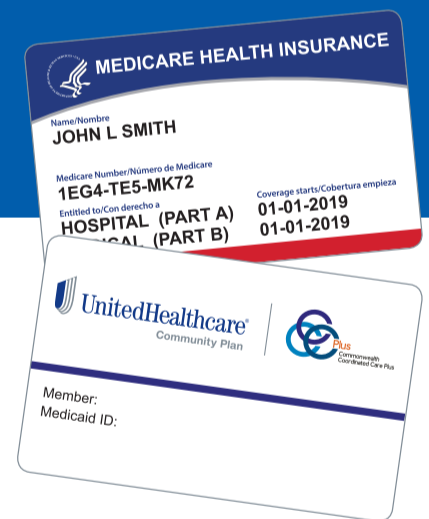 MEDICARE HEALTH INSURANCE
Name/Nombre
JOHN L SMITH
Medicare Number/Número de Medicare
1EG4-TE5-MK72
Entitled to/Con derecho a
Coverage starts/Cobertura empieza
HOSPITAL (PART A)
01-01-2019
(PART B)
01-01-2019
UnitedHealthcare®
Community Plan
Plus
Commonwealth
Coordinated Care Plus
Member:
Medicaid ID: